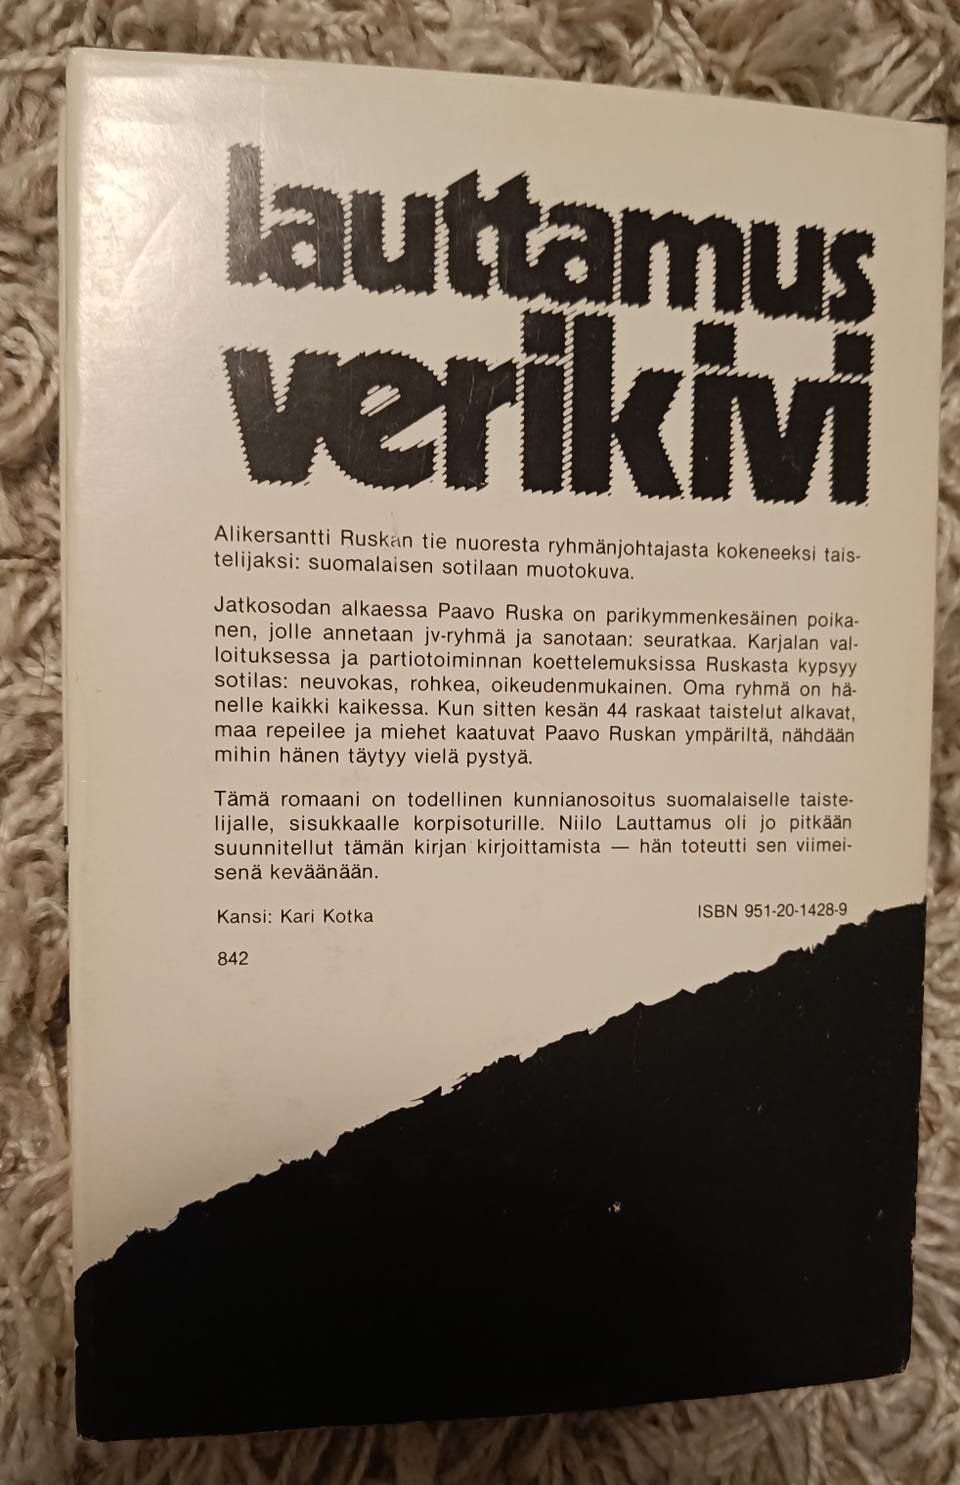 lauttamus
verikivi
Alikersantti Ruskan tie nuoresta ryhmänjohtajasta kokeneeksi tais-
telijaksi: suomalaisen sotilaan muotokuva.
Jatkosodan alkaessa Paavo Ruska on parikymmenkesäinen poika-
nen, jolle annetaan jv-ryhmä ja sanotaan: seuratkaa. Karjalan val-
loituksessa ja partiotoiminnan koettelemuksissa Ruskasta kypsyy
sotilas: neuvokas, rohkea, oikeudenmukainen. Oma ryhmä on hä-
nelle kaikki kaikessa. Kun sitten kesän 44 raskaat taistelut alkavat,
maa repeilee ja miehet kaatuvat Paavo Ruskan ympäriltä, nähdään
mihin hänen täytyy vielä pystyä.
Tämä romaani on todellinen kunnianosoitus suomalaiselle taiste-
lijalle, sisukkaalle korpisoturille. Niilo Lauttamus oli jo pitkään
suunnitellut tämän kirjan kirjoittamista — hän toteutti sen viimei-
senä keväänään.
Kansi: Kari Kotka
ISBN 951-20-1428-9
842